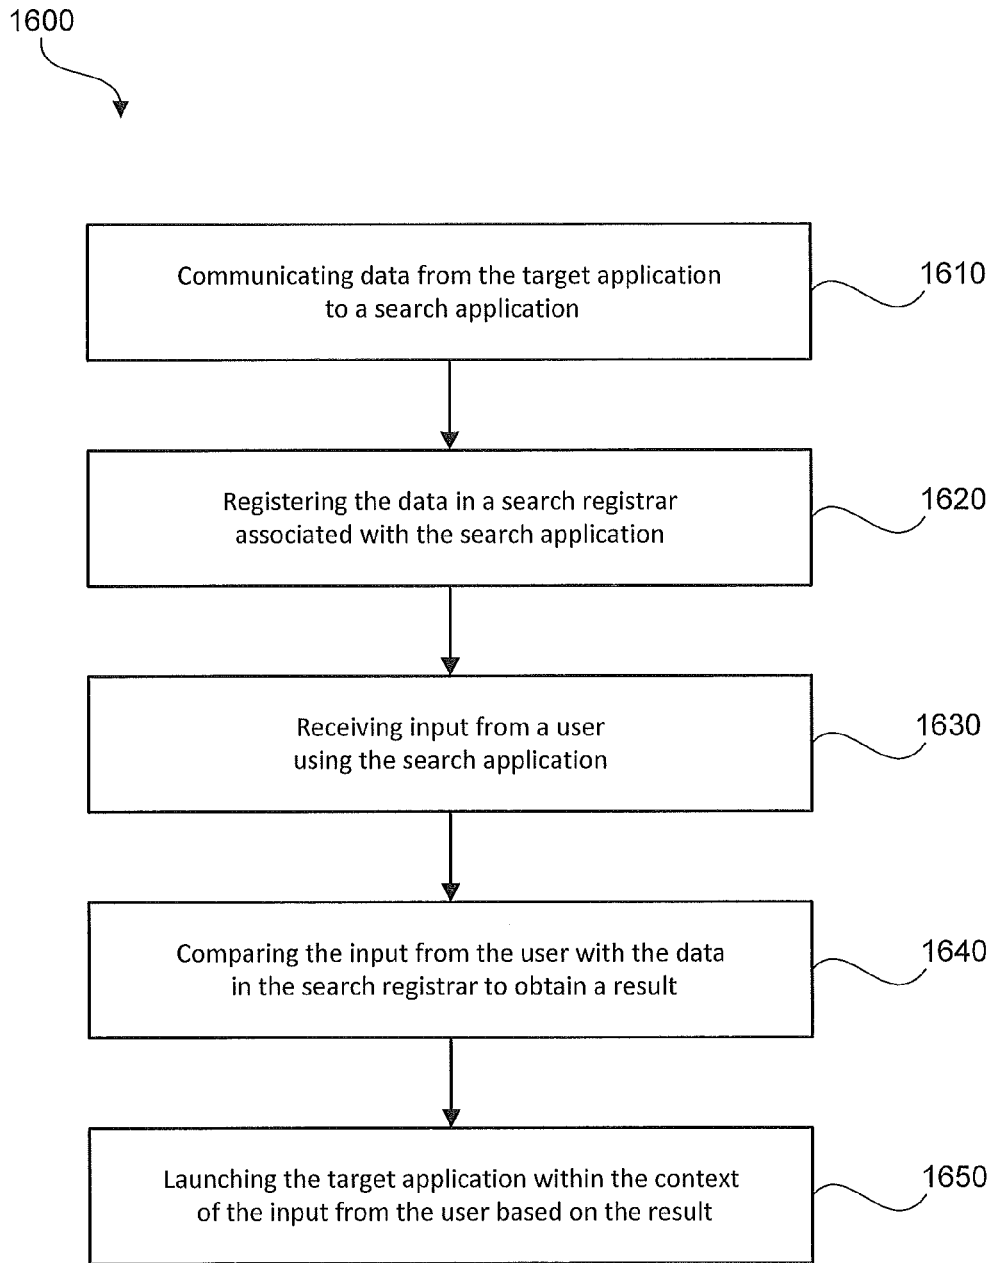 1600
Communicating data from the target application
to a search application
1610
Registering the data in a search registrar
associated with the search application
1620
Receiving input from a user
using the search application
1630
Comparing the input from the user with the data
in the search registrar to obtain a result
1640
Launching the target application within the context
of the input from the user based on the result
1650